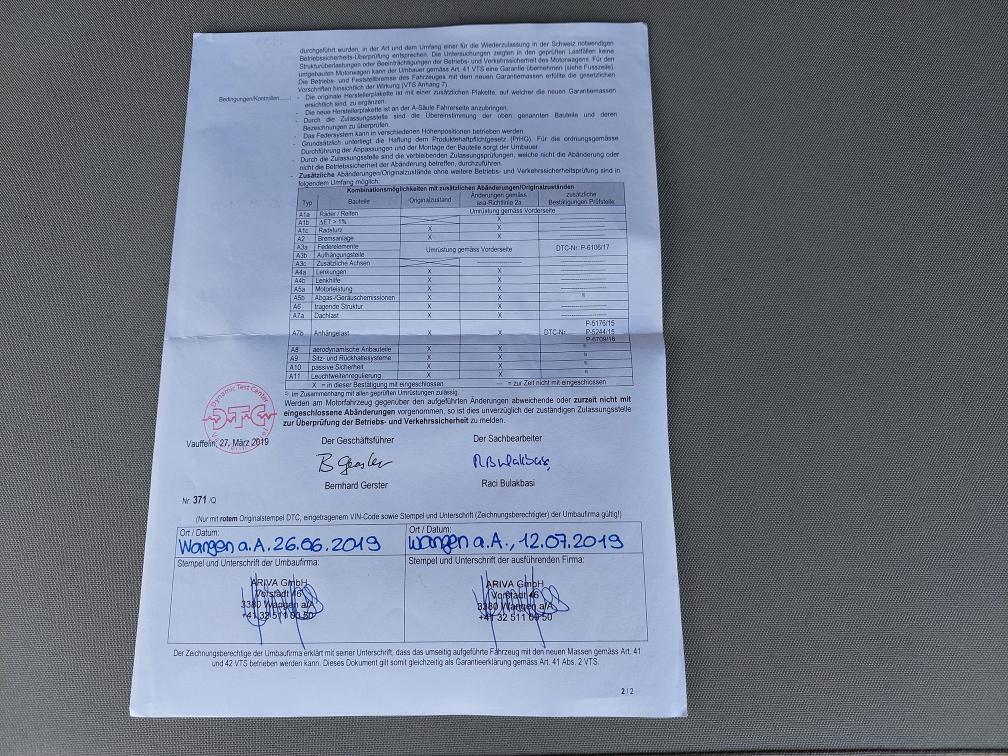 durchgeführt wurden, in der Art und dem Umfang einer für die Wiederzulassung in der Schweiz notwendigen
Betriebssicherheits-Überprüfung entsprechen. Die Untersuchungen zeigten in den geprüften Lastfällen keine
Strukturüberlastungen oder Beeinträchtigungen der Betriebs- und Verkehrssicherheit des Motorwagens. Für den
umgebauten Motorwagen kann der Umbauer gemäss Art. 41 VTS eine Garantie übernehmen (siehe Fusszeile).
Die Betriebs- und Feststellbremse des Fahrzeuges mit dem neuen Garantiemassen erfüllte die gesetzlichen
Vorschriften hinsichtlich der Wirkung (VTS Anhang 7)
Bedingungen/Kontrollen
- Die originale Herstellerplakette ist mit einer zusätzlichen Plakette, auf welcher die neuen Garantiemassen
ersichtlich sind, zu ergänzen.
- Die neue Herstellerplakette ist an der A-Säule Fahrerseite anzubringen.
- Durch die Zulassungsstelle sind die Übereinstimmung der oben genannten Bauteile und deren
Bezeichnungen zu überprüfen.
- Das Federsystem kann in verschiedenen Höhenpositionen betrieben werden
- Grundsätzlich unterliegt die Haftung dem Produktehaftpflichtgesetz (PrHG). Für die ordnungsgemässe
Durchführung der Anpassungen und der Montage der Bauteile sorgt der Umbauer.
- Durch die Zulassungsstelle sind die verbleibenden Zulassungsprüfungen, welche nicht die Abänderung oder
nicht die Betriebssicherheit der Abänderung betreffen, durchzuführen.
- Zusätzliche Abänderungen/Originalzustände ohne weitere Betriebs- und Verkehrssicherheitsprüfung sind in
folgendem Umfang möglich.
Kombinationsmöglichkeiten mit zusätzlichen Abänderungen/Originalzuständen
Typ Bauteile Originalzustand Änderungen gemäss asa-Richtlinie 2a zusätzliche Bestimmungen Prüfstelle
A1a Räder / Reifen Umrüstung gemäss Vorderseite
A1b ΔET > 1% X
A1c Radsturz X X
A2 Bremsanlage X X
A3a Federelemente Umrüstung gemäss Vorderseite DTC-Nr. P-6106/17
A3b Aufhängungsteile
A3c Zusätzliche Achsen
A4a Lenkungen X X
A4b Lenkhilfe X X
A5a Motorleistung X X
A5b Abgas-/Geräuschemissionen X X
A6 tragende Struktur X X
A7a Dachlast X X
A7b Anhängelast X X DTC-Nr. P-5176/15
P-5244/15
P-6709/18
A8 aerodynamische Anbauteile X X
A9 Sitz- und Rückhaltesysteme X X
A10 passive Sicherheit X X
A11 Leuchtweitenregulierung X X
X = in dieser Bestätigung mit eingeschlossen --- = zur Zeit nicht mit eingeschlossen
im Zusammenhang mit allen geprüften Umrüstungen zulässig.
Werden am Motorfahrzeug gegenüber den aufgeführten Änderungen abweichende oder zurzeit nicht mit
eingeschlossene Abänderungen vorgenommen, so ist dies unverzüglich der zuständigen Zulassungsstelle
zur Überprüfung der Betriebs- und Verkehrssicherheit zu melden.
Dynamic Test Center
DTC
Vauffelin, 27. März 2019 Der Geschäftsführer Der Sachbearbeiter
B Gerster R.Bulakbasi
Bernhard Gerster Raci Bulakbasi
Nr. 371 /Q
(Nur mit rotem Originalstempel DTC, eingetragenem VIN-Code sowie Stempel und Unterschrift (Zeichnungsberechtigter) der Umbaufirma gültig!)
Ort / Datum: Ort / Datum:
Wangen a.A. 26.06.2019 Wangen a.A., 12.07.2019
Stempel und Unterschrift der Umbaufirma: Stempel und Unterschrift der ausführenden Firma:
ARIVA GmbH ARIVA GmbH
Vorstadt 46 Vorstadt 46
3380 Wangen a/A 3380 Wangen a/A
+41 32 511 60 50 +41 32 511 60 50
Der Zeichnungsberechtige der Umbaufirma erklärt mit seiner Unterschrift, dass das umseitig aufgeführte Fahrzeug mit den neuen Massen gemäss Art. 41
und 42 VTS betrieben werden kann. Dieses Dokument gilt somit gleichzeitig als Garantieerklärung gemäss Art. 41 Abs. 2 VTS.
2 / 2